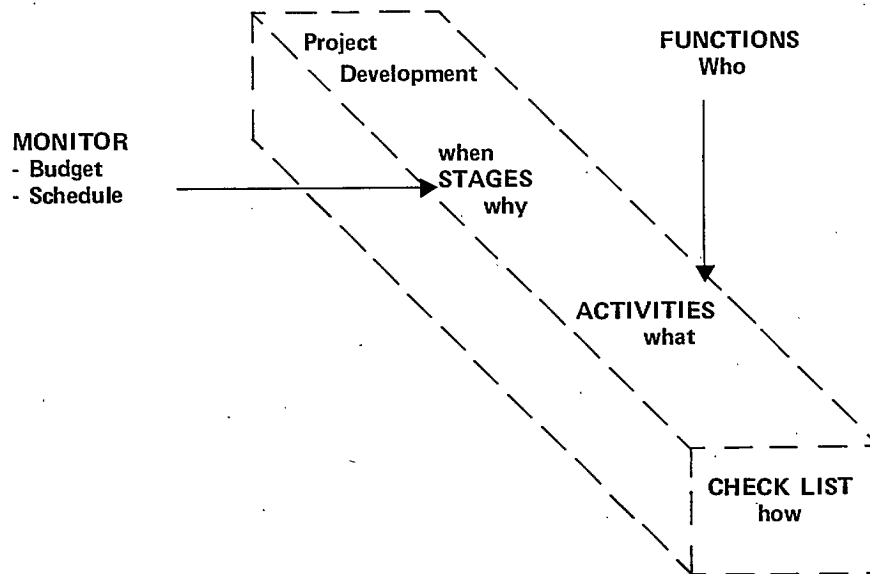 Project
Development
FUNCTIONS
Who
MONITOR
- Budget
- Schedule
when
STAGES
why
ACTIVITIES
what
CHECK LIST
how